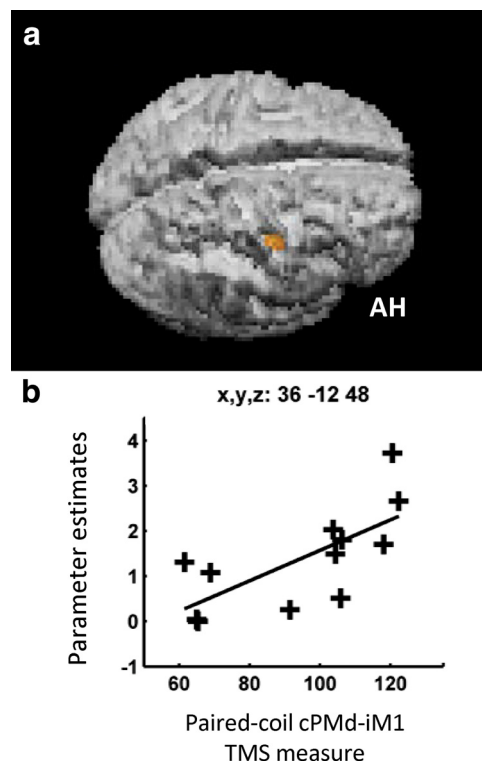 a
AH
b
x,y,z: 36 -12 48
Parameter estimates
4
3
2
1
0
-1
60 80 100 120
Paired-coil cPMd-iM1
TMS measure